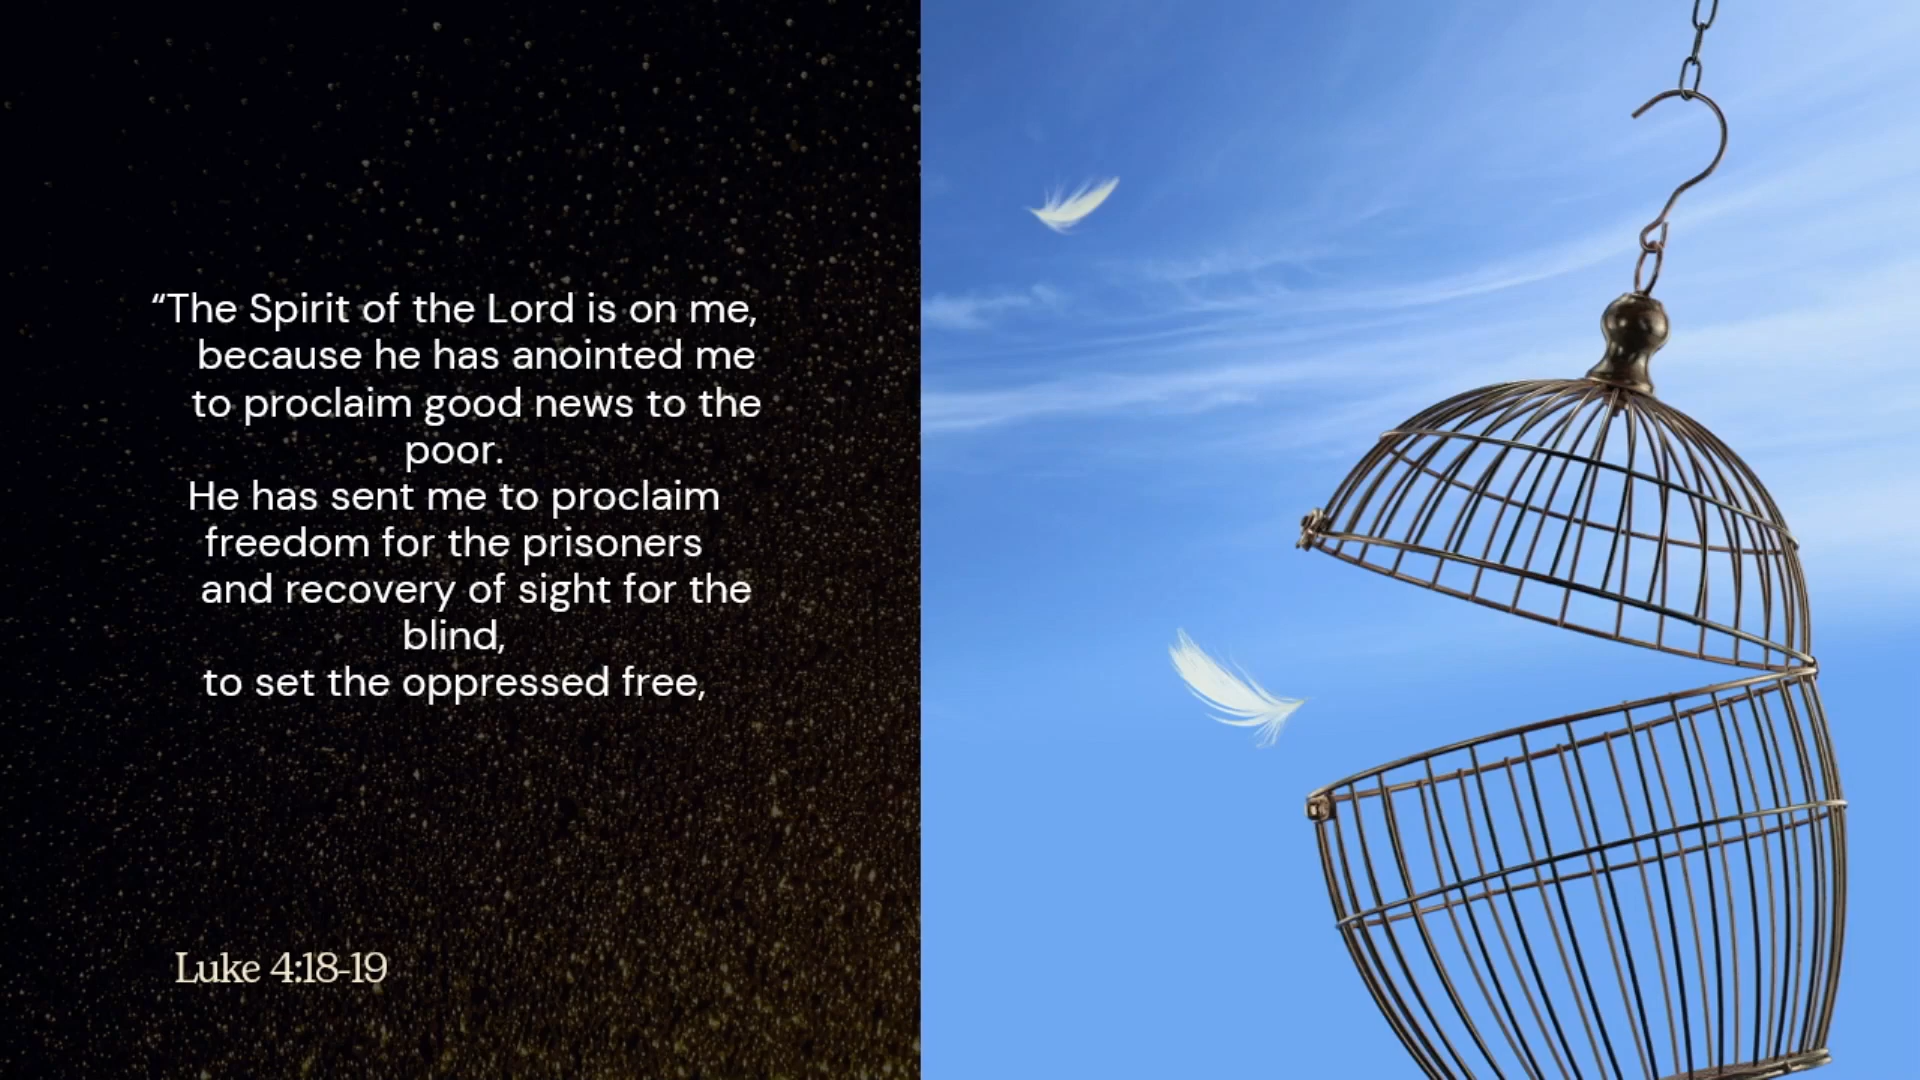 “The Spirit of the Lord is on me,
because he has anointed me
to proclaim good news to the
poor.
He has sent me to proclaim
freedom for the prisoners
and recovery of sight for the
blind,
to set the oppressed free,
Luke 4:18-19